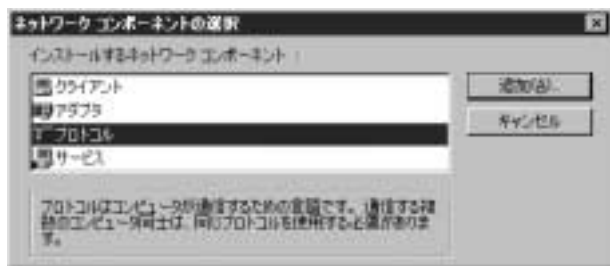 ネットワーク コンポーネントの選択
インストールするネットワーク コンポーネント :
クライアント
アダプタ
プロトコル
サービス
追加(A)...
キャンセル
プロトコルはコンピュータが通信するための言語です。 通信する複
数のコンピュータ同士は、同じプロトコルを使用する必要がありま
す。